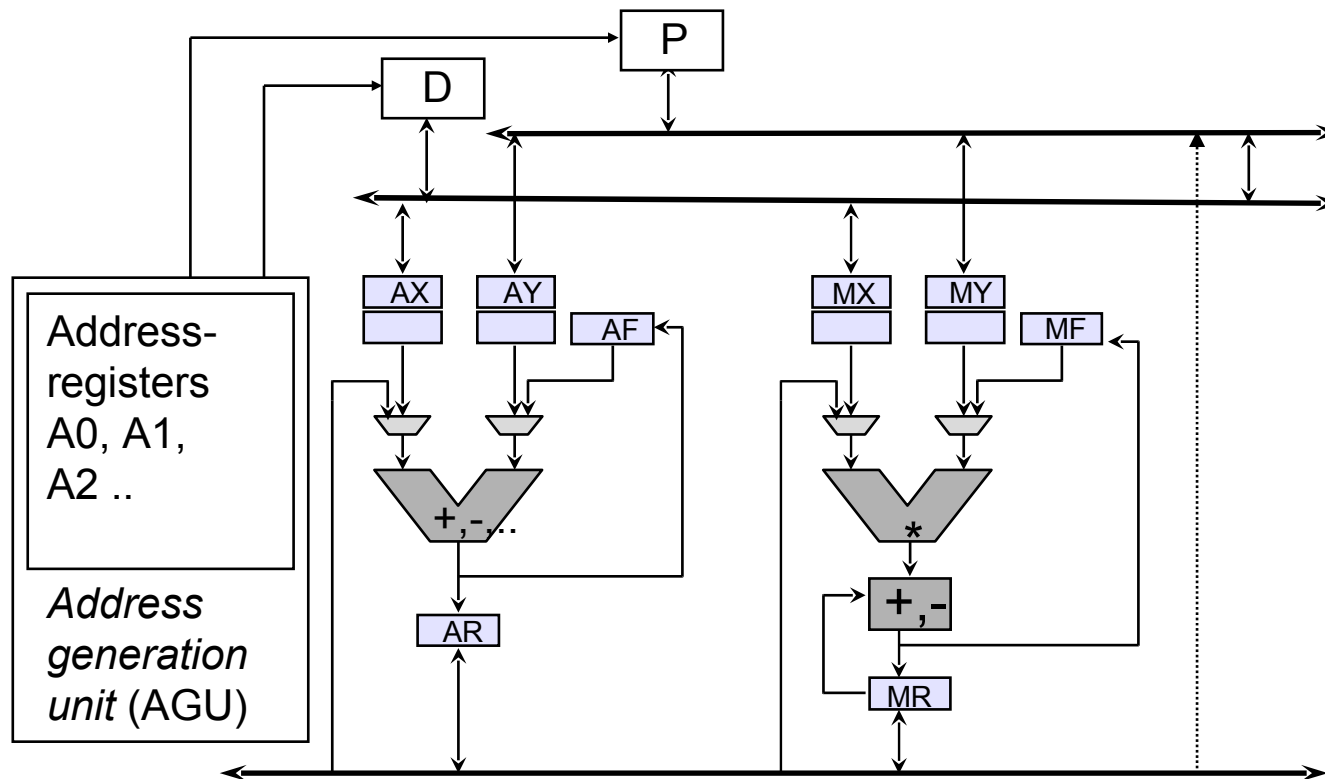 P
D
AX
AY
MX
MY
AF
MF
Address-
registers
A0, A1,
A2 ..
+,-,..
*
+,-
Address
generation
unit (AGU)
AR
MR